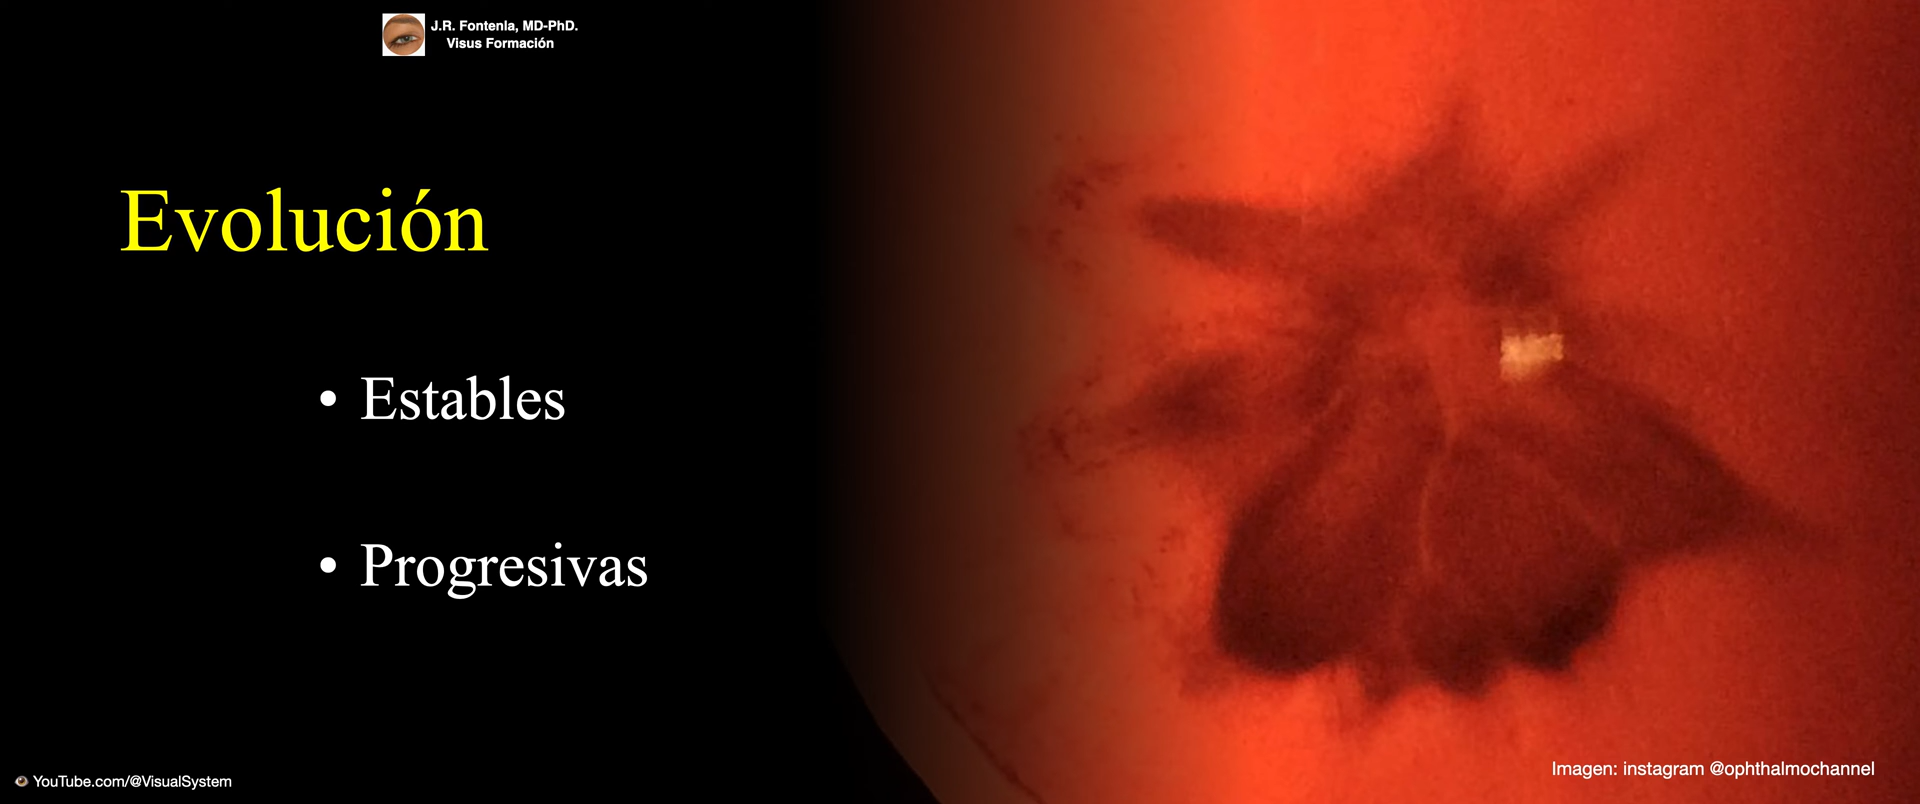 J.R. Fontenla, MD-PhD.
Visus Formación
Evolución
• Estables
• Progresivas
YouTube.com/@VisualSystem
Imagen: instagram @ophthalmochannel